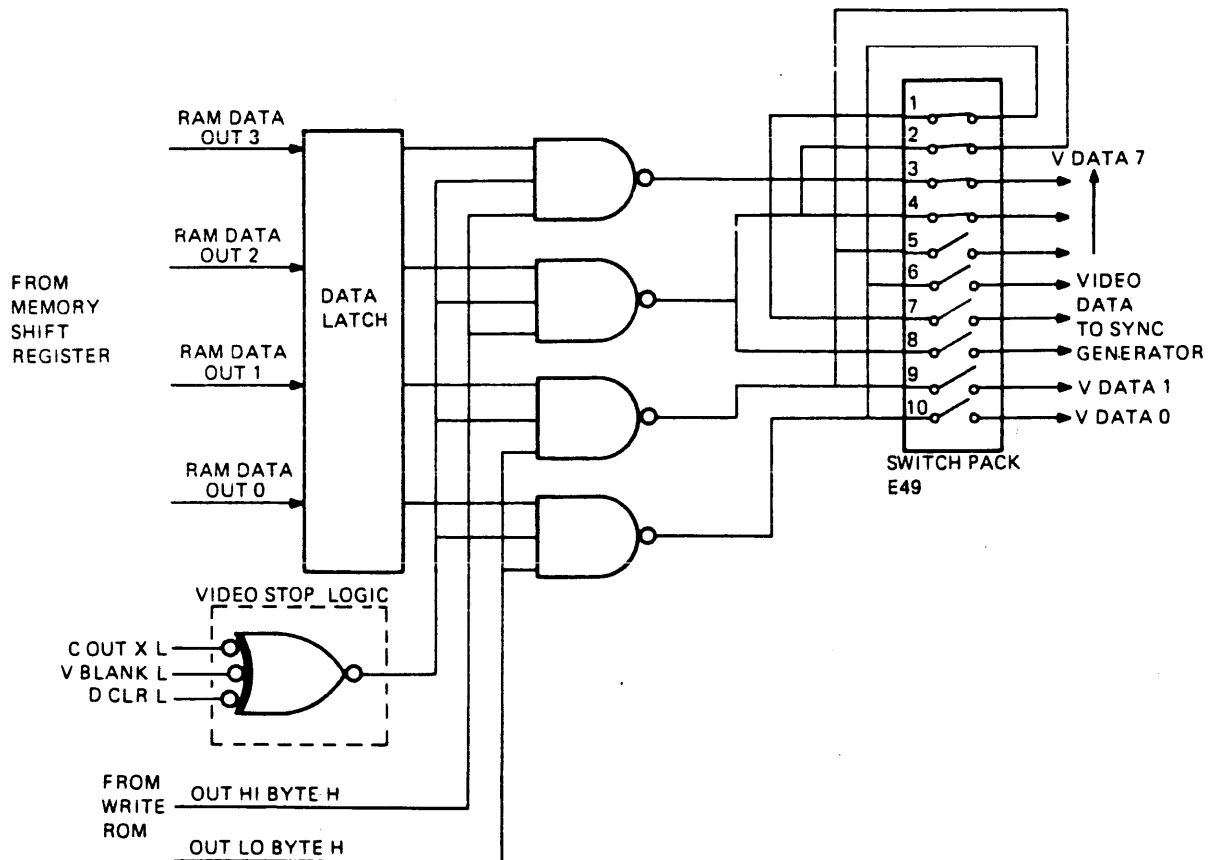 RAM DATA
OUT 3
RAM DATA
OUT 2
FROM
MEMORY
SHIFT
REGISTER
DATA
LATCH
RAM DATA
OUT 1
RAM DATA
OUT 0
VIDEO STOP LOGIC
C OUT X L
V BLANK L
D CLR L
FROM
WRITE
ROM
OUT HI BYTE H
OUT LO BYTE H
1
2
3
4
5
6
7
8
9
10
SWITCH PACK
E49
V DATA 7
VIDEO
DATA
TO SYNC
GENERATOR
V DATA 1
V DATA 0